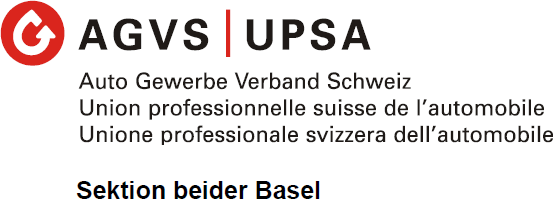 AGVS | UPSA
Auto Gewerbe Verband Schweiz
Union professionnelle suisse de l'automobile
Unione professionale svizzera dell'automobile
Sektion beider Basel